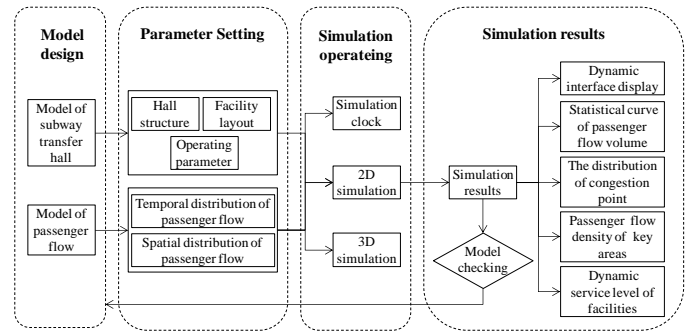 Model
design
Parameter Setting
Simulation
operateing
Simulation results
Model of
subway
transfer
hall
Model of
passenger
flow
Hall
structure
Facility
layout
Operating
parameter
Temporal distribution of
passenger flow
Spatial distribution of
passenger flow
Simulation
clock
2D
simulation
3D
simulation
Simulation
results
Model
checking
Dynamic
interface display
Statistical curve
of passenger
flow volume
The distribution
of congestion
point
Passenger flow
density of key
areas
Dynamic
service level of
facilities